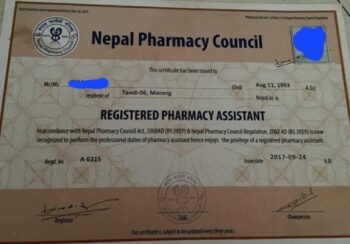 Nepal Pharmacy Council
This certificate has been issued to
Mr/Ms (DoB Aug 11, 1993 A.D.)
resident of Tandi-06, Morang Nepal as a
REGISTERED PHARMACY ASSISTANT
In accordance with Nepal Pharmacy Council Act, 2000AD (BS 2057) & Nepal Pharmacy Council Regulation, 2002 AD (BS 2059) is now
recognized to perform the professional duties of pharmacy assistant hence enjoys the privilege of a registered pharmacy assistant.
Regd. No A 6315 Issue date: 2017-09-24 A.D.
Registrar Chairperson
This certificate is subject to be updated every three years.